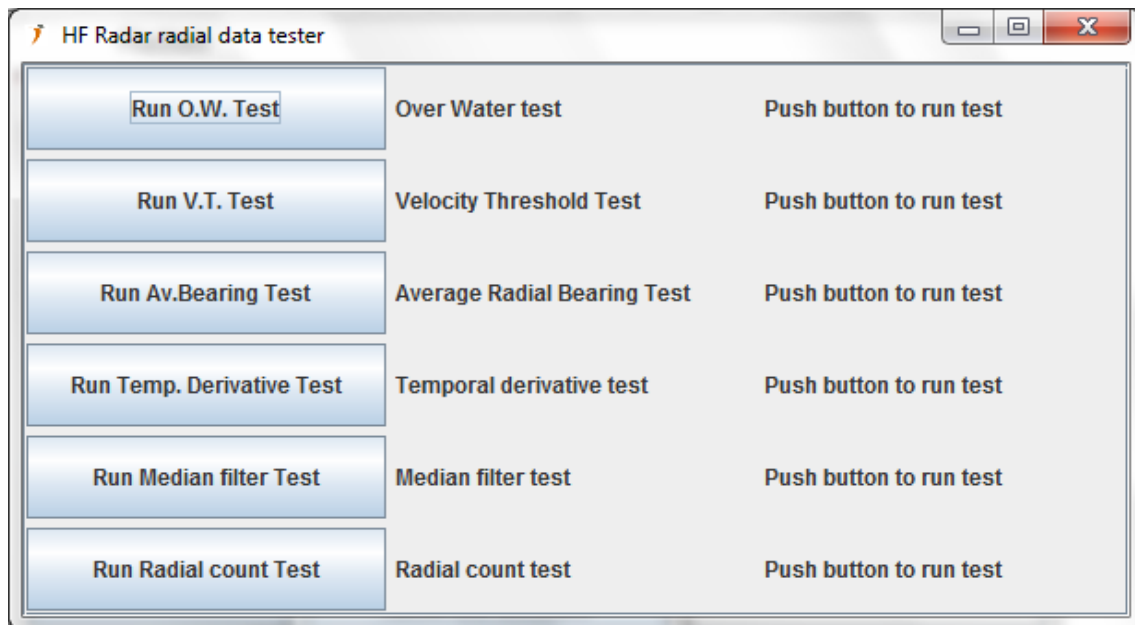 HF Radar radial data tester
Run O.W. Test Over Water test Push button to run test
Run V.T. Test Velocity Threshold Test Push button to run test
Run Av.Bearing Test Average Radial Bearing Test Push button to run test
Run Temp. Derivative Test Temporal derivative test Push button to run test
Run Median filter Test Median filter test Push button to run test
Run Radial count Test Radial count test Push button to run test